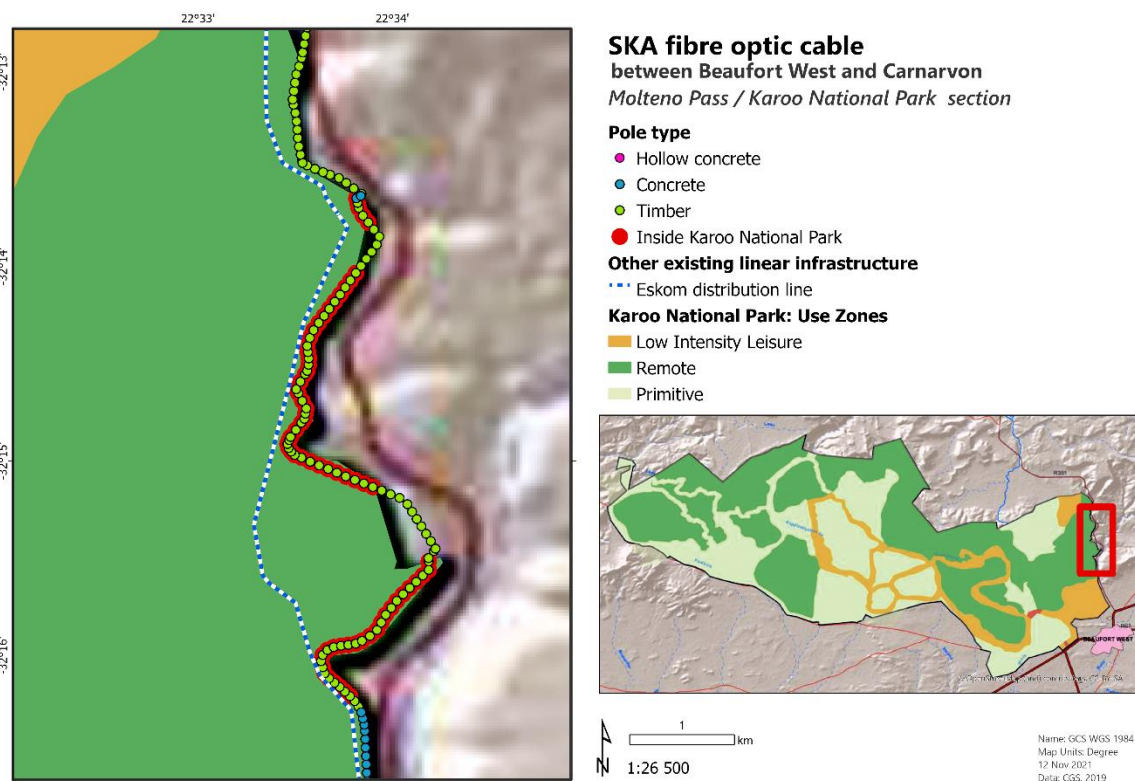 22°33' 22°34'
-32°13'
-32°14'
-32°15'
-32°16'
SKA fibre optic cable
between Beaufort West and Carnarvon
Molteno Pass / Karoo National Park section
Pole type
Hollow concrete
Concrete
Timber
Inside Karoo National Park
Other existing linear infrastructure
Eskom distribution line
Karoo National Park: Use Zones
Low Intensity Leisure
Remote
Primitive
R381
BEAUFORT WEST
N
1
km
1:26 500
Name: GCS WGS 1984
Map Units: Degree
12 Nov 2021
Data: CGS, 2019